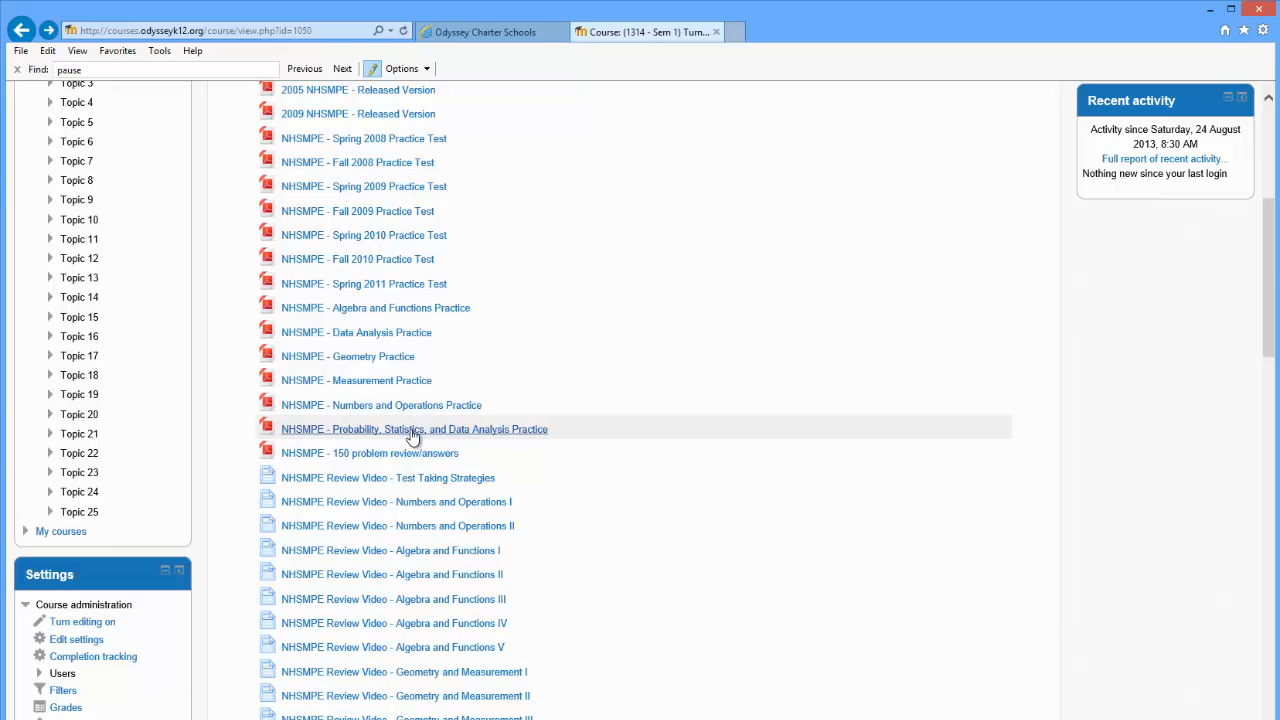 http://courses.odysseyk12.org/course/view.php?id=1050
Odyssey Charter Schools
Course: (1314 - Sem 1) Turn...
File Edit View Favorites Tools Help
Find: pause Previous Next Options
Topic 3
Topic 4
Topic 5
Topic 6
Topic 7
Topic 8
Topic 9
Topic 10
Topic 11
Topic 12
Topic 13
Topic 14
Topic 15
Topic 16
Topic 17
Topic 18
Topic 19
Topic 20
Topic 21
Topic 22
Topic 23
Topic 24
Topic 25
My courses
Settings
Course administration
Turn editing on
Edit settings
Completion tracking
Users
Filters
Grades
2005 NHSMPE - Released Version
2009 NHSMPE - Released Version
NHSMPE - Spring 2008 Practice Test
NHSMPE - Fall 2008 Practice Test
NHSMPE - Spring 2009 Practice Test
NHSMPE - Fall 2009 Practice Test
NHSMPE - Spring 2010 Practice Test
NHSMPE - Fall 2010 Practice Test
NHSMPE - Spring 2011 Practice Test
NHSMPE - Algebra and Functions Practice
NHSMPE - Data Analysis Practice
NHSMPE - Geometry Practice
NHSMPE - Measurement Practice
NHSMPE - Numbers and Operations Practice
NHSMPE - Probability, Statistics, and Data Analysis Practice
NHSMPE - 150 problem review/answers
NHSMPE Review Video - Test Taking Strategies
NHSMPE Review Video - Numbers and Operations I
NHSMPE Review Video - Numbers and Operations II
NHSMPE Review Video - Algebra and Functions I
NHSMPE Review Video - Algebra and Functions II
NHSMPE Review Video - Algebra and Functions III
NHSMPE Review Video - Algebra and Functions IV
NHSMPE Review Video - Algebra and Functions V
NHSMPE Review Video - Geometry and Measurement I
NHSMPE Review Video - Geometry and Measurement II
NHSMPE Review Video - Geometry and Measurement III
Recent activity
Activity since Saturday, 24 August
2013, 8:30 AM
Full report of recent activity...
Nothing new since your last login